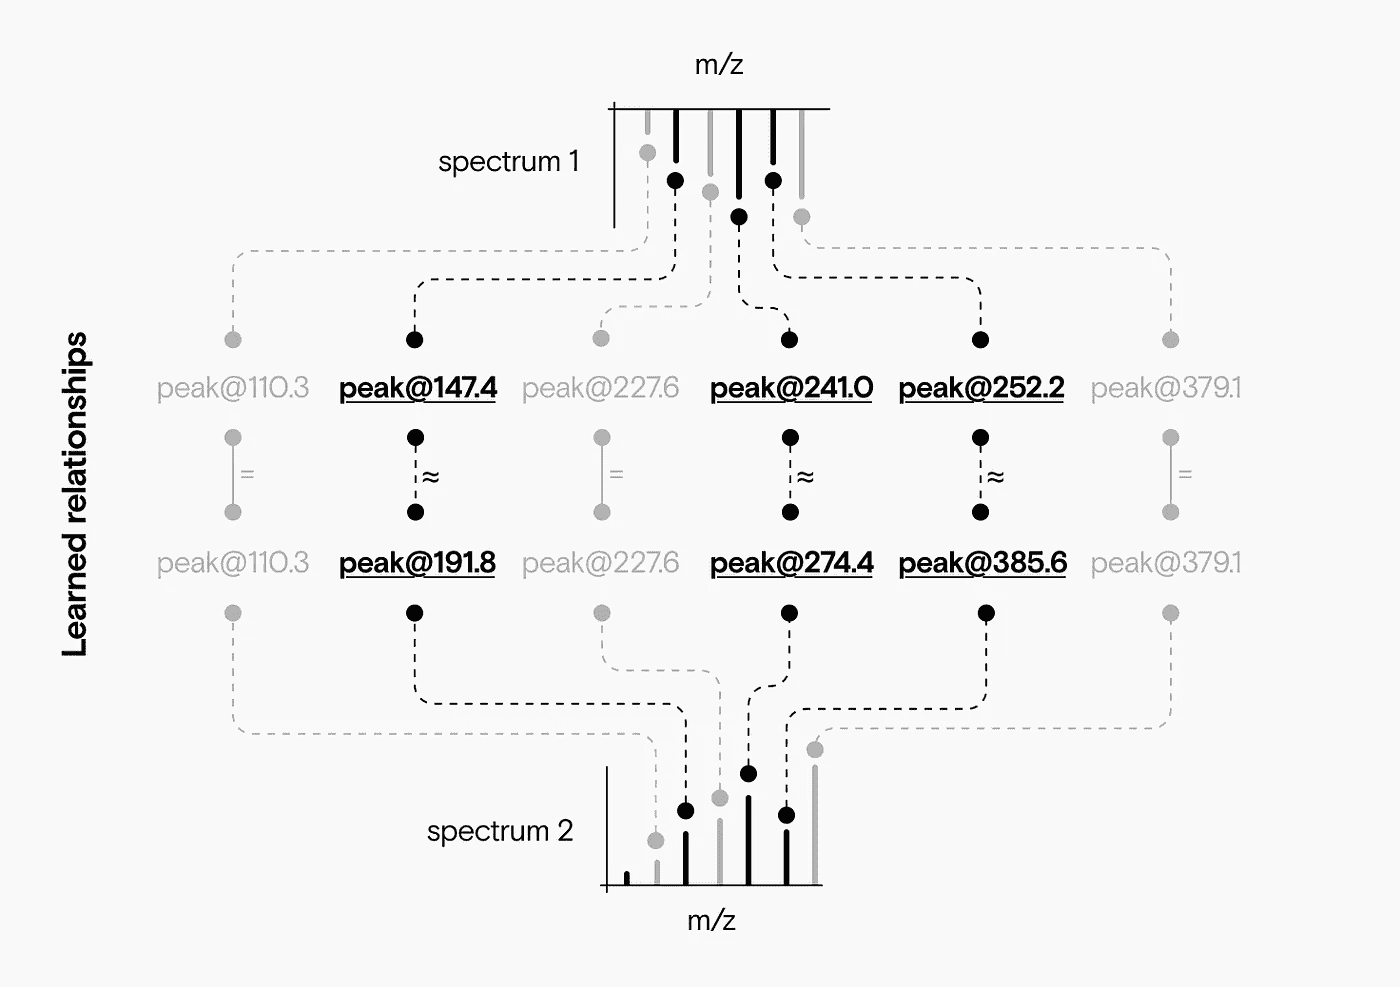 m/z
spectrum 1
Learned relationships
peak@110.3 peak@147.4 peak@227.6 peak@241.0 peak@252.2 peak@379.1
= ≈ = ≈ ≈ =
peak@110.3 peak@191.8 peak@227.6 peak@274.4 peak@385.6 peak@379.1
spectrum 2
m/z